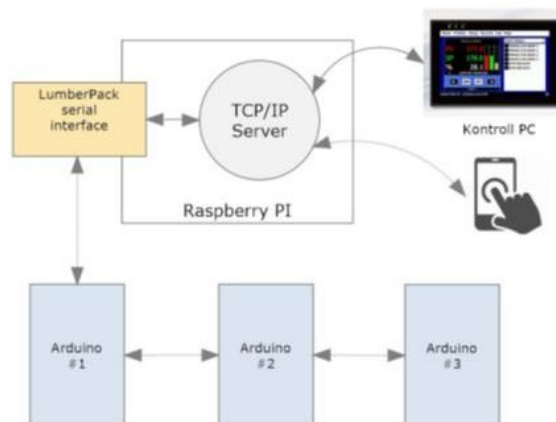 LumberPack
serial
interface
TCP/IP
Server
Raspberry PI
Kontroll PC
Arduino
#1
Arduino
#2
Arduino
#3